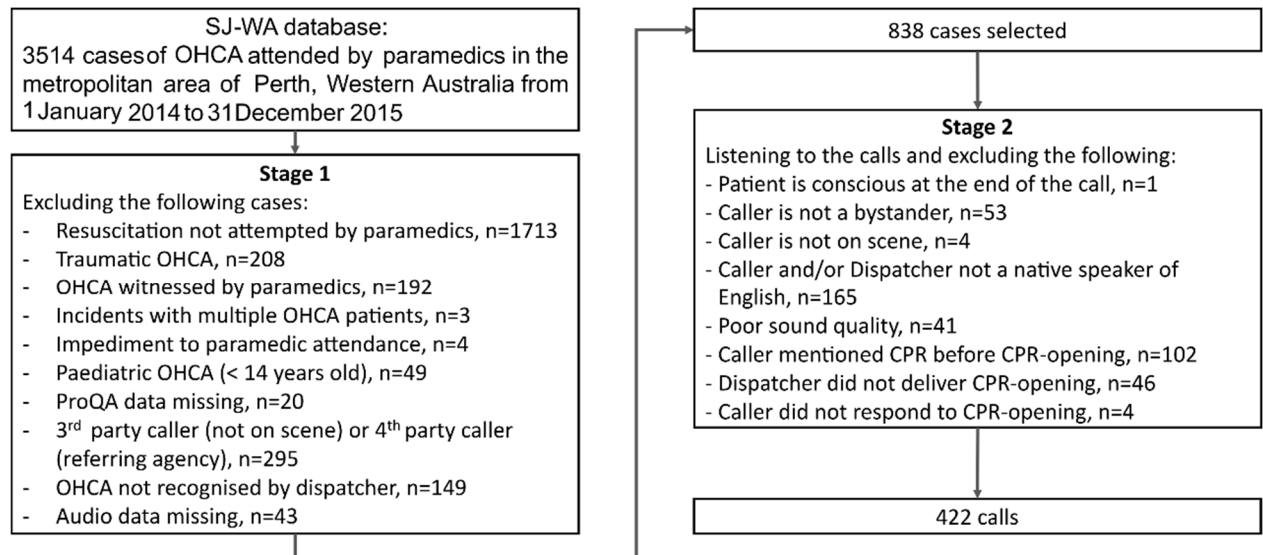 SJ-WA database:
3514 cases of OHCA attended by paramedics in the
metropolitan area of Perth, Western Australia from
1 January 2014 to 31 December 2015
Stage 1
Excluding the following cases:
- Resuscitation not attempted by paramedics, n=1713
- Traumatic OHCA, n=208
- OHCA witnessed by paramedics, n=192
- Incidents with multiple OHCA patients, n=3
- Impediment to paramedic attendance, n=4
- Paediatric OHCA (< 14 years old), n=49
- ProQA data missing, n=20
- 3rd party caller (not on scene) or 4th party caller
(referring agency), n=295
- OHCA not recognised by dispatcher, n=149
- Audio data missing, n=43
838 cases selected
Stage 2
Listening to the calls and excluding the following:
- Patient is conscious at the end of the call, n=1
- Caller is not a bystander, n=53
- Caller is not on scene, n=4
- Caller and/or Dispatcher not a native speaker of
English, n=165
- Poor sound quality, n=41
- Caller mentioned CPR before CPR-opening, n=102
- Dispatcher did not deliver CPR-opening, n=46
- Caller did not respond to CPR-opening, n=4
422 calls